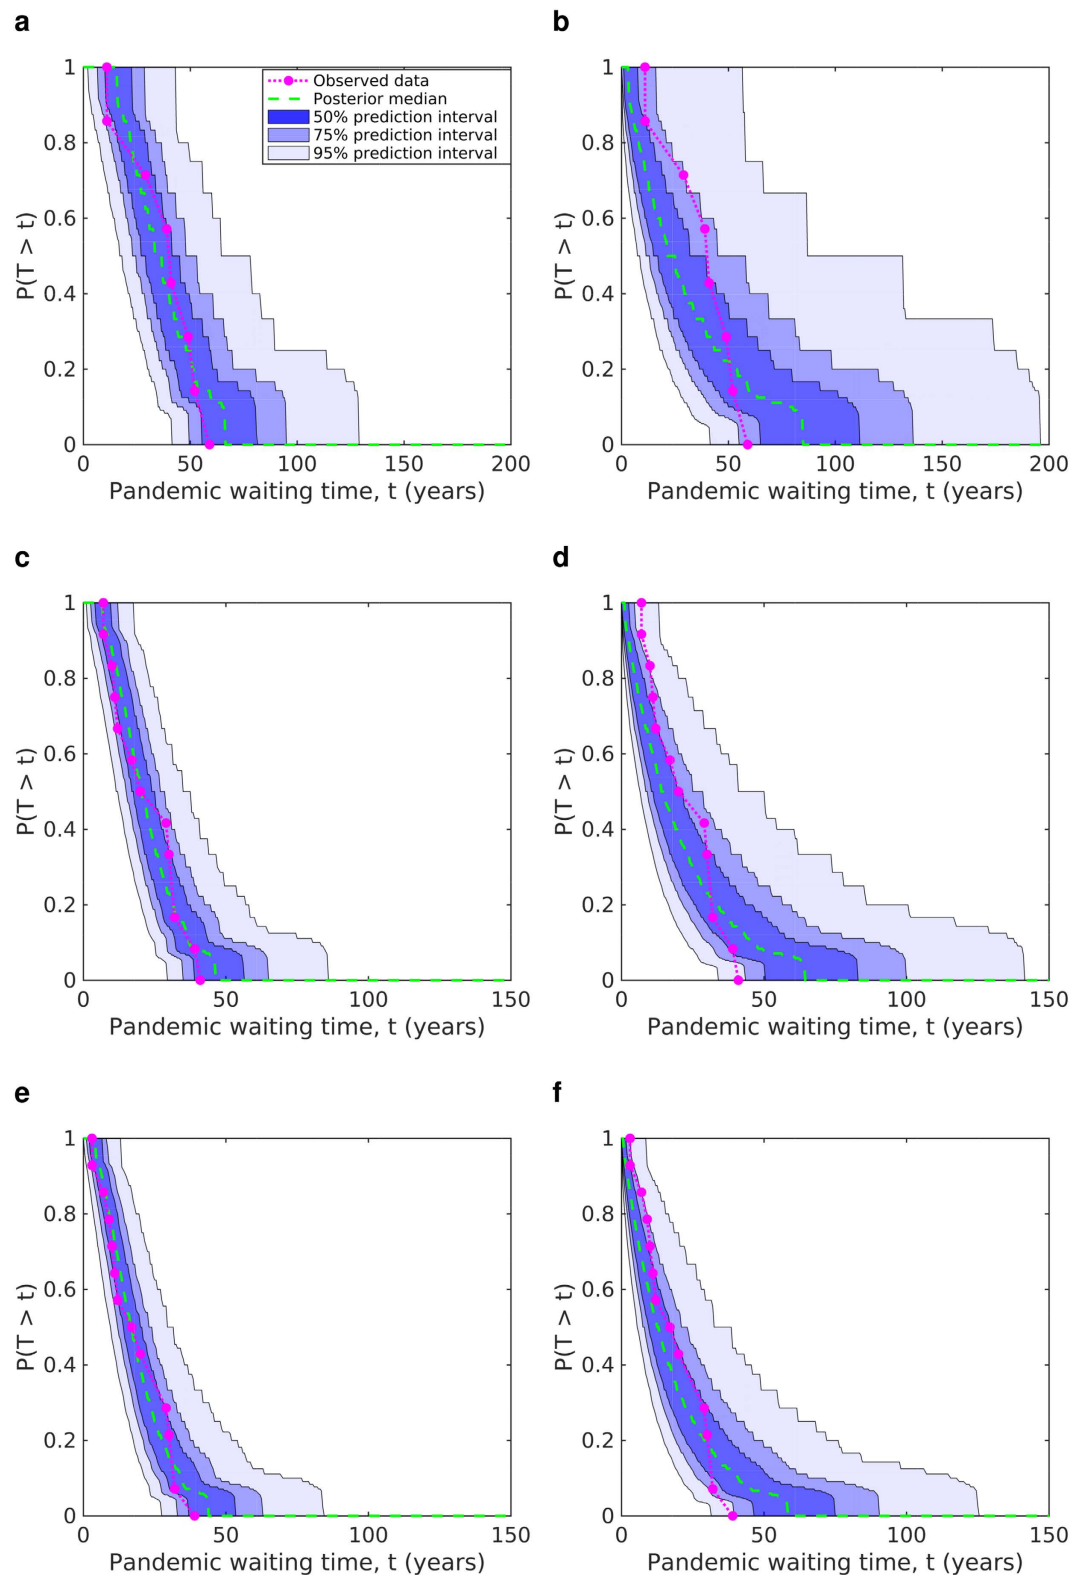 a
b
1
0.8
0.6
0.4
0.2
0
P(T > t)
Observed data
Posterior median
50% prediction interval
75% prediction interval
95% prediction interval
0 50 100 150 200
Pandemic waiting time, t (years)
1
0.8
0.6
0.4
0.2
0
P(T > t)
0 50 100 150 200
Pandemic waiting time, t (years)
c
d
1
0.8
0.6
0.4
0.2
0
P(T > t)
0 50 100 150
Pandemic waiting time, t (years)
1
0.8
0.6
0.4
0.2
0
P(T > t)
0 50 100 150
Pandemic waiting time, t (years)
e
f
1
0.8
0.6
0.4
0.2
0
P(T > t)
0 50 100 150
Pandemic waiting time, t (years)
1
0.8
0.6
0.4
0.2
0
P(T > t)
0 50 100 150
Pandemic waiting time, t (years)